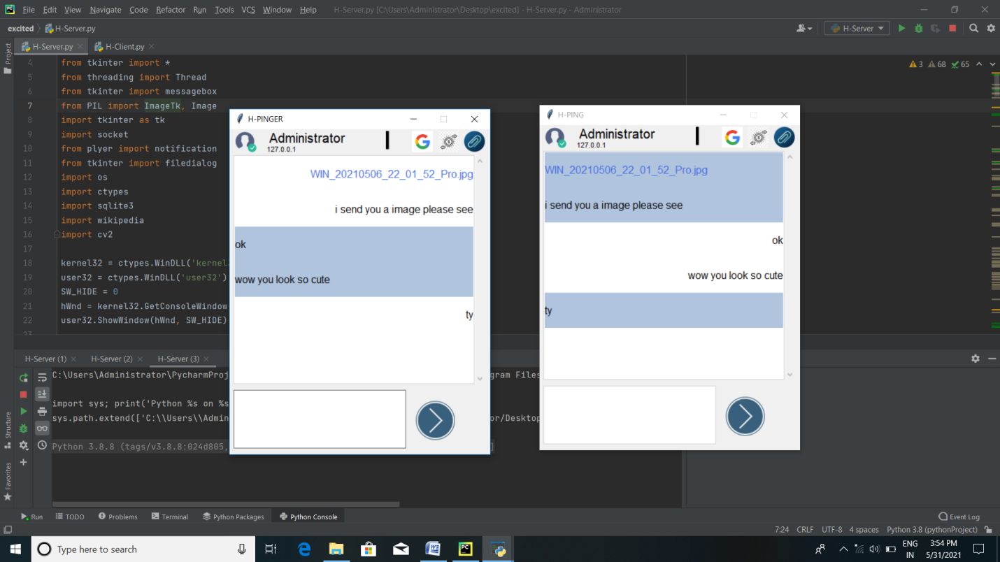 File Edit View Navigate Code Refactor Run Tools VCS Window Help H-Server.py [C:\Users\Administrator\Desktop\excited] - H-Server.py - Administrator
excited H-Server.py H-Server
H-Server.py H-Client.py
Project
3 68 65
4 from tkinter import *
5 from threading import Thread
6 from tkinter import messagebox
7 from PIL import ImageTk, Image
8 import tkinter as tk
9 import socket
10 from plyer import notification
11 from tkinter import filedialog
12 import os
13 import ctypes
14 import sqlite3
15 import wikipedia
16 import cv2
17
18 kernel32 = ctypes.WinDLL('kernel3
19 user32 = ctypes.WinDLL('user32')
20 SW_HIDE = 0
21 hWnd = kernel32.GetConsoleWindow
22 user32.ShowWindow(hWnd, SW_HIDE)
23
H-PINGER
Administrator
127.0.0.1
WIN_20210506_22_01_52_Pro.jpg
i send you a image please see
ok
wow you look so cute
ty
H-PING
Administrator
127.0.0.1
WIN_20210506_22_01_52_Pro.jpg
i send you a image please see
ok
wow you look so cute
ty
H-Server (1) H-Server (2) H-Server (3)
C:\Users\Administrator\PycharmProj gram Files
import sys; print('Python %s on %s
sys.path.extend(['C:\\Users\\Admin or/Desktop
Python 3.8.8 (tags/v3.8.8:024d805, ]
Structure
Favorites
Run TODO Problems Terminal Python Packages Python Console Event Log
7:24 CRLF UTF-8 4 spaces Python 3.8 (pythonProject)
Type here to search
ENG
IN
3:54 PM
5/31/2021